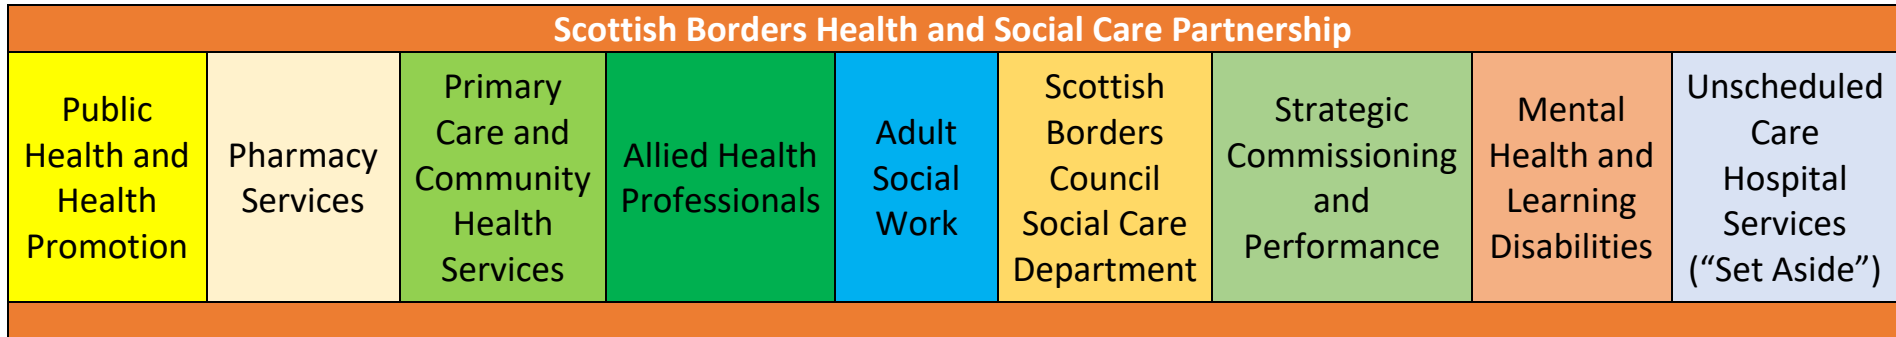 Scottish Borders Health and Social Care Partnership
Public
Health and
Health
Promotion
Pharmacy
Services
Primary
Care and
Community
Health
Services
Allied Health
Professionals
Adult
Social
Work
Scottish
Borders
Council
Social Care
Department
Strategic
Commissioning
and
Performance
Mental
Health and
Learning
Disabilities
Unscheduled
Care
Hospital
Services
(“Set Aside”)